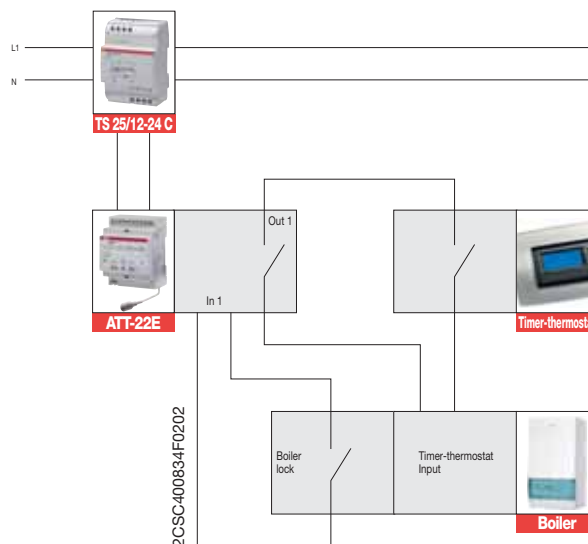 L1
N
TS 25/12-24 C
Out 1
In 1
ATT-22E
Timer-thermosta
2CSC400834F0202
Boiler
lock
Timer-thermostat
Input
Boiler